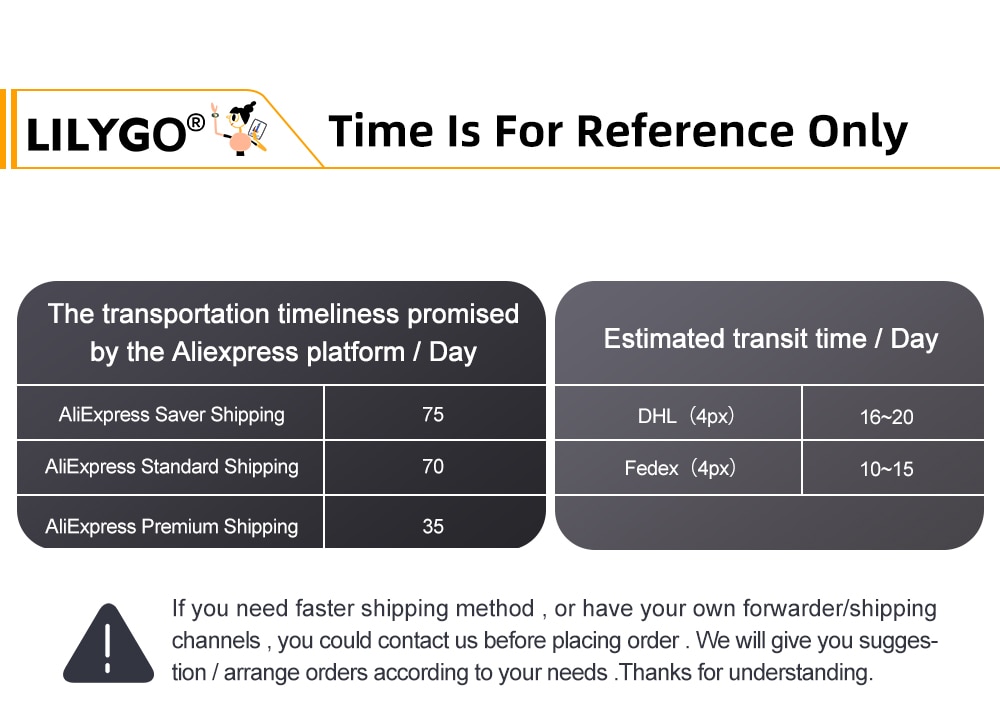 LILYGO®
Time Is For Reference Only
The transportation timeliness promised
by the Aliexpress platform / Day
AliExpress Saver Shipping 75
AliExpress Standard Shipping 70
AliExpress Premium Shipping 35
Estimated transit time / Day
DHL（4px） 16~20
Fedex（4px） 10~15
If you need faster shipping method , or have your own forwarder/shipping
channels , you could contact us before placing order . We will give you sugges-
tion / arrange orders according to your needs .Thanks for understanding.